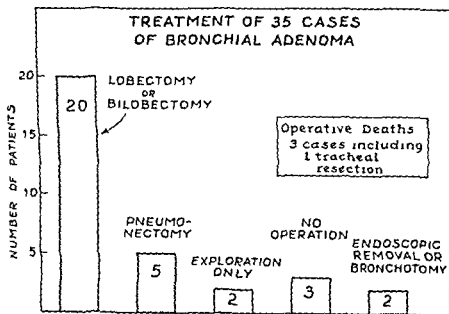 TREATMENT OF 35 CASES
OF BRONCHIAL ADENOMA
NUMBER OF PATIENTS
20
15
10
5
20
LOBECTOMY
OR
BILOBECTOMY
Operative Deaths
3 cases including
1 tracheal
resection
PNEUMO-
NECTOMY
5
EXPLORATION
ONLY
2
NO
OPERATION
3
ENDOSCOPIC
REMOVAL OR
BRONCHOTOMY
2